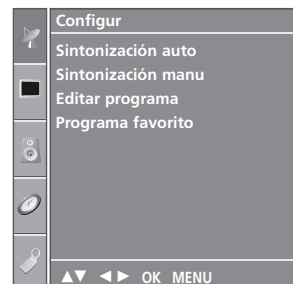 Configur
Sintonización auto
Sintonización manu
Editar programa
Programa favorito
▲▼ ◄► OK MENU